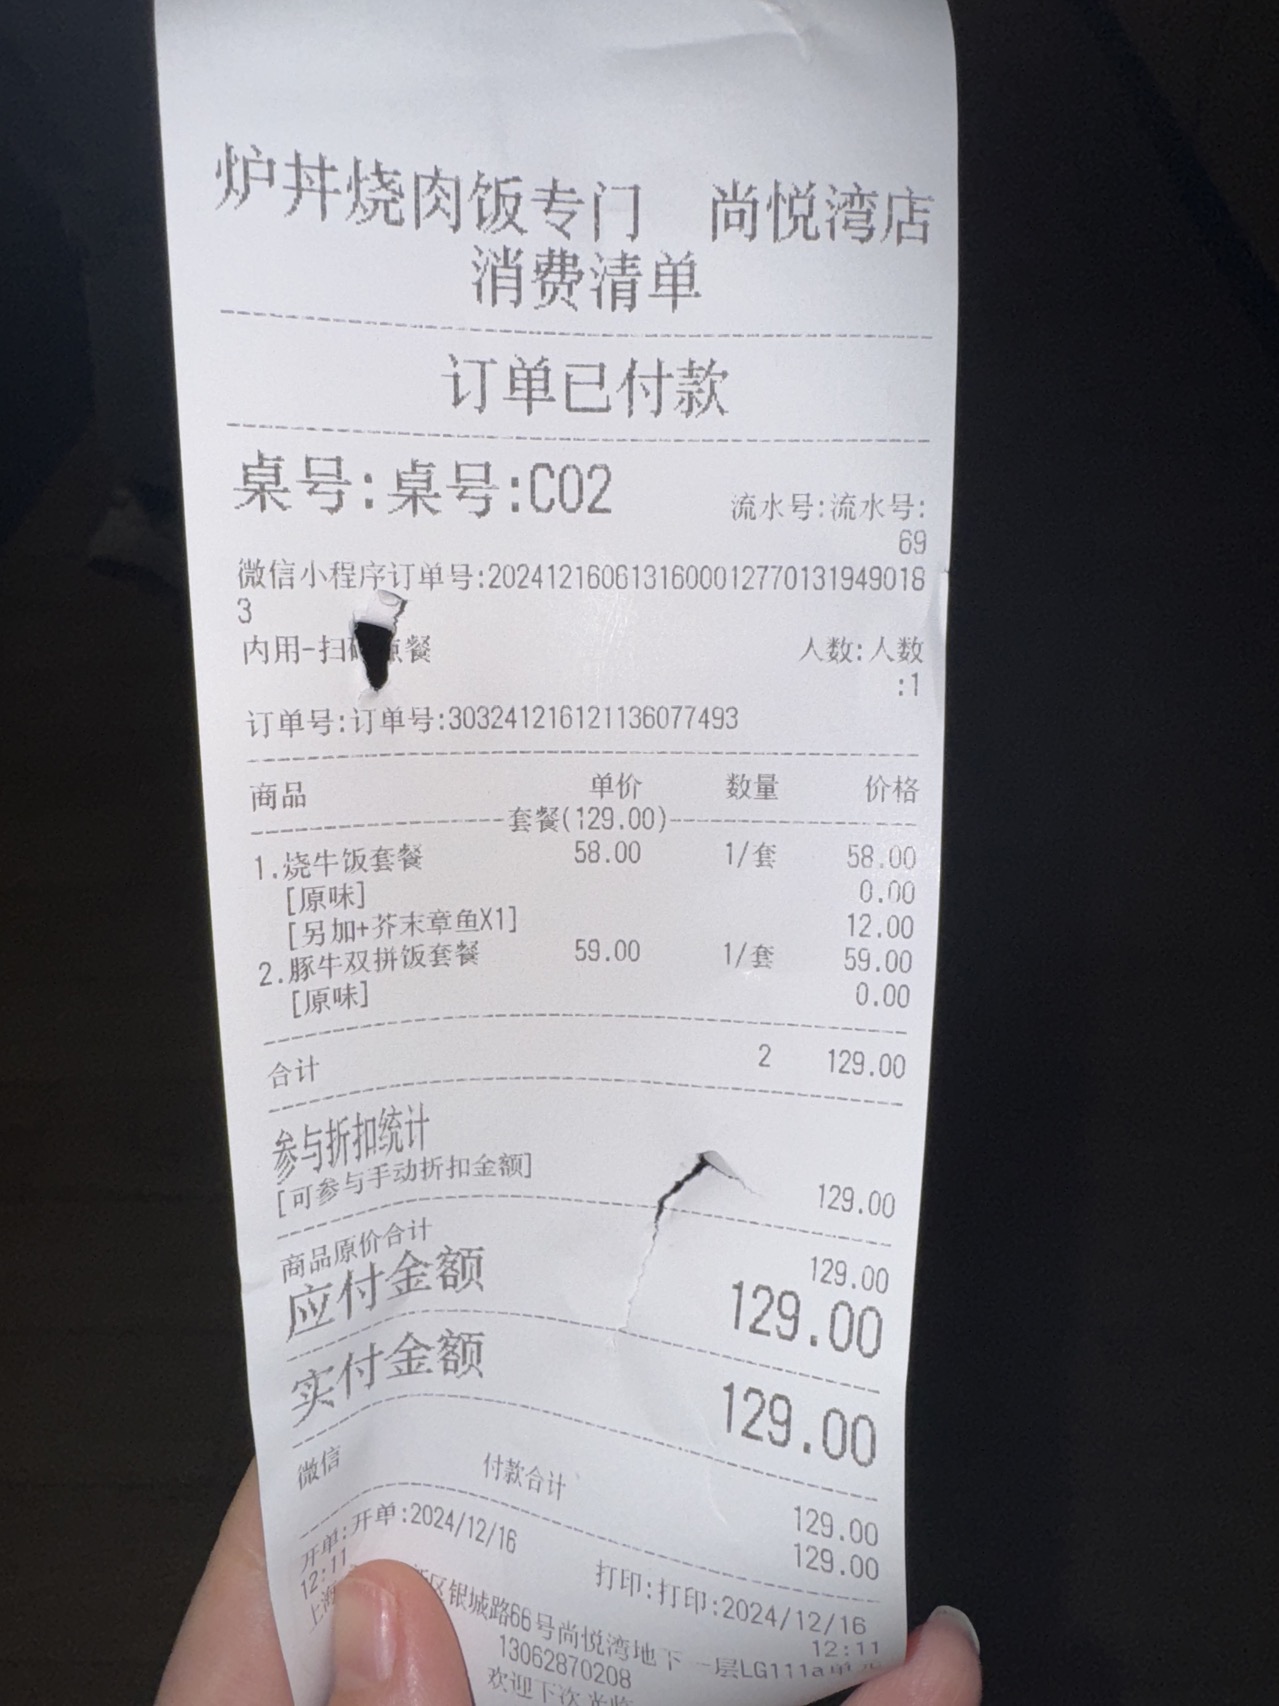 炉丼烧肉饭专门 尚悦湾店
消费清单
订单已付款
桌号:桌号:C02
流水号:流水号:
69
微信小程序订单号:2024121606131600012770131949018
3
内用-扫 点餐
人数:人数
:1
订单号:订单号:303241216121136077493
商品 单价 数量 价格
套餐(129.00)
1.烧牛饭套餐 58.00 1/套 58.00
[原味] 0.00
[另加+芥末章鱼X1] 12.00
2.豚牛双拼饭套餐 59.00 1/套 59.00
[原味] 0.00
合计 2 129.00
参与折扣统计
[可参与手动折扣金额] 129.00
商品原价合计 129.00
应付金额 129.00
实付金额 129.00
微信 129.00
付款合计 129.00
开单:开单:2024/12/16
12:11
打印:打印:2024/12/16
12:11
上海 新区银城路66号尚悦湾地下一层LG111a单元
13062870208
欢迎下次光临